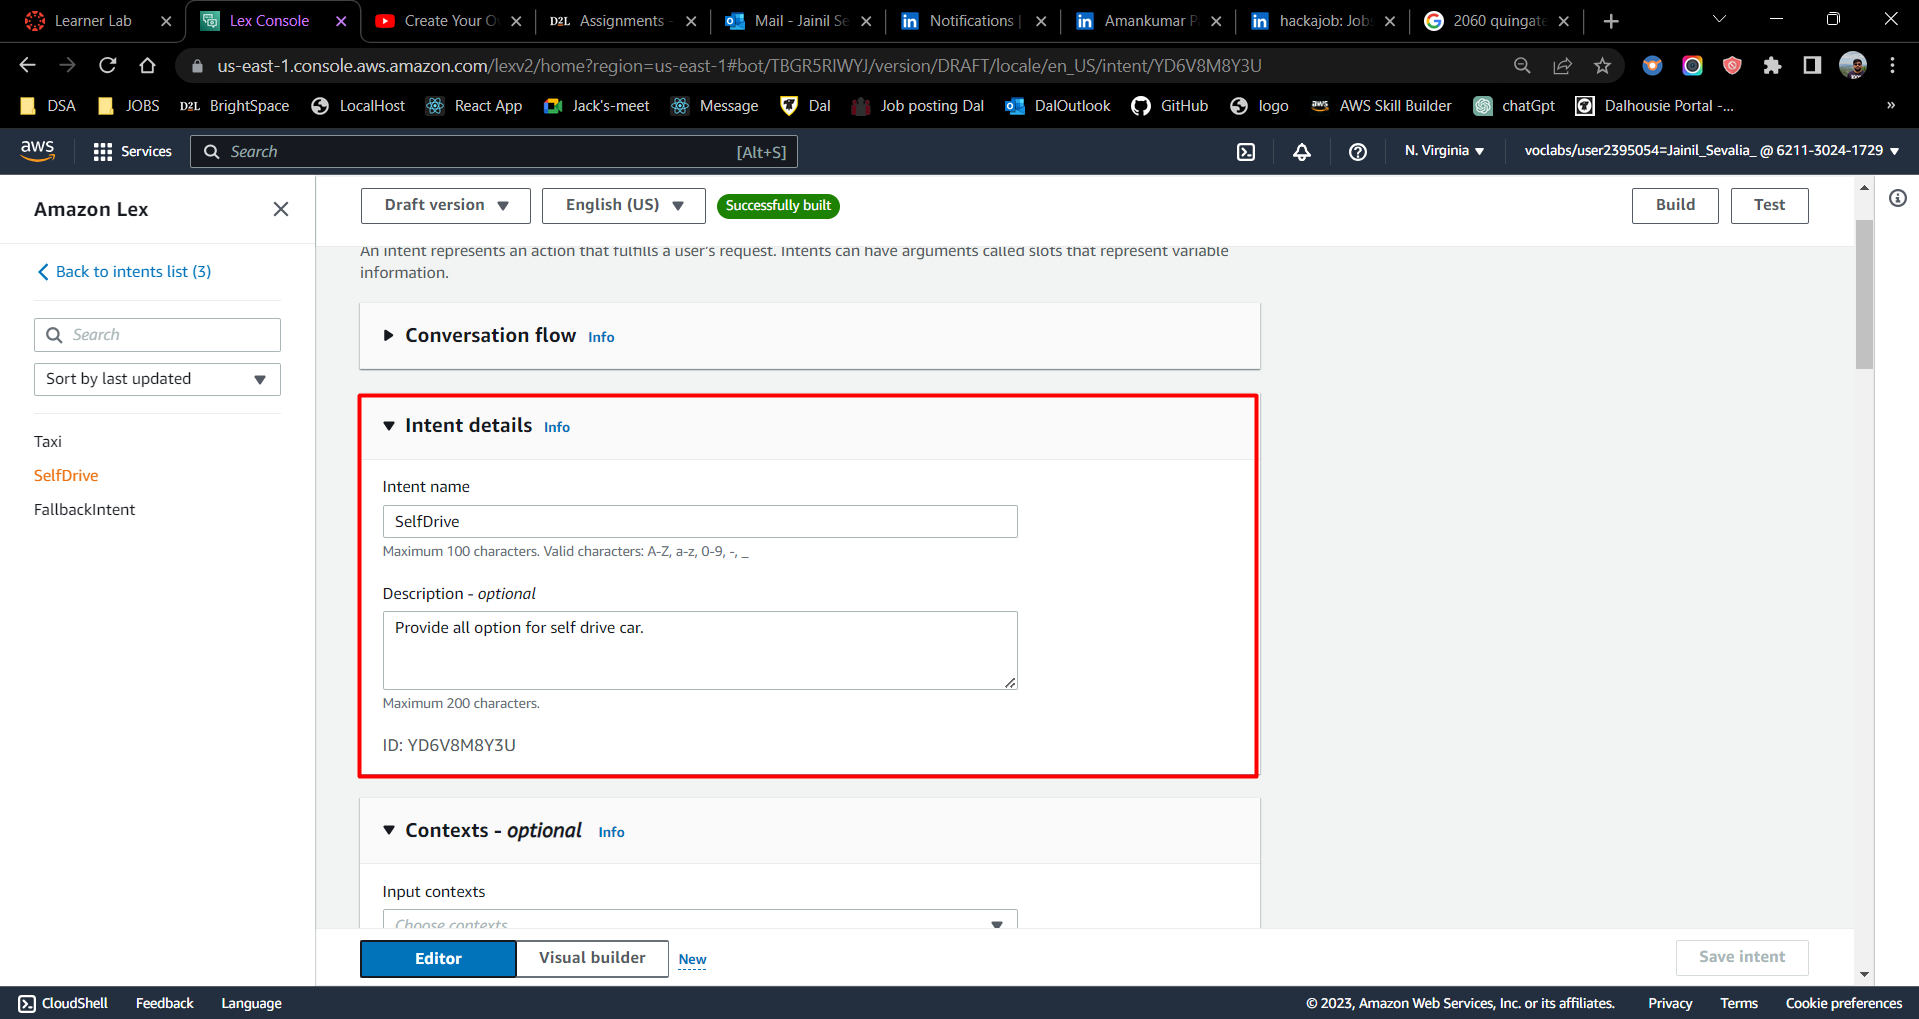 Learner Lab
Lex Console
Create Your O
Assignments -
Mail - Jainil Se
Notifications |
Amankumar P
hackajob: Job
2060 quingate
us-east-1.console.aws.amazon.com/lexv2/home?region=us-east-1#bot/TBGR5RIWYJ/version/DRAFT/locale/en_US/intent/YD6V8M8Y3U
DSA
JOBS
D2L BrightSpace
LocalHost
React App
Jack's-meet
Message
Dal
Job posting Dal
DalOutlook
GitHub
logo
aws AWS Skill Builder
chatGpt
Dalhousie Portal -...
»
aws
Services
Search
[Alt+S]
N. Virginia
voclabs/user2395054=Jainil_Sevalia_ @ 6211-3024-1729
Amazon Lex
Draft version
English (US)
Successfully built
Build
Test
Back to intents list (3)
Search
Sort by last updated
Taxi
SelfDrive
FallbackIntent
An intent represents an action that fulfills a user's request. Intents can have arguments called slots that represent variable
information.
Conversation flow Info
Intent details Info
Intent name
SelfDrive
Maximum 100 characters. Valid characters: A-Z, a-z, 0-9, -, _
Description - optional
Provide all option for self drive car.
Maximum 200 characters.
ID: YD6V8M8Y3U
Contexts - optional Info
Input contexts
Choose contexts
Editor
Visual builder
New
Save intent
CloudShell
Feedback
Language
© 2023, Amazon Web Services, Inc. or its affiliates.
Privacy
Terms
Cookie preferences